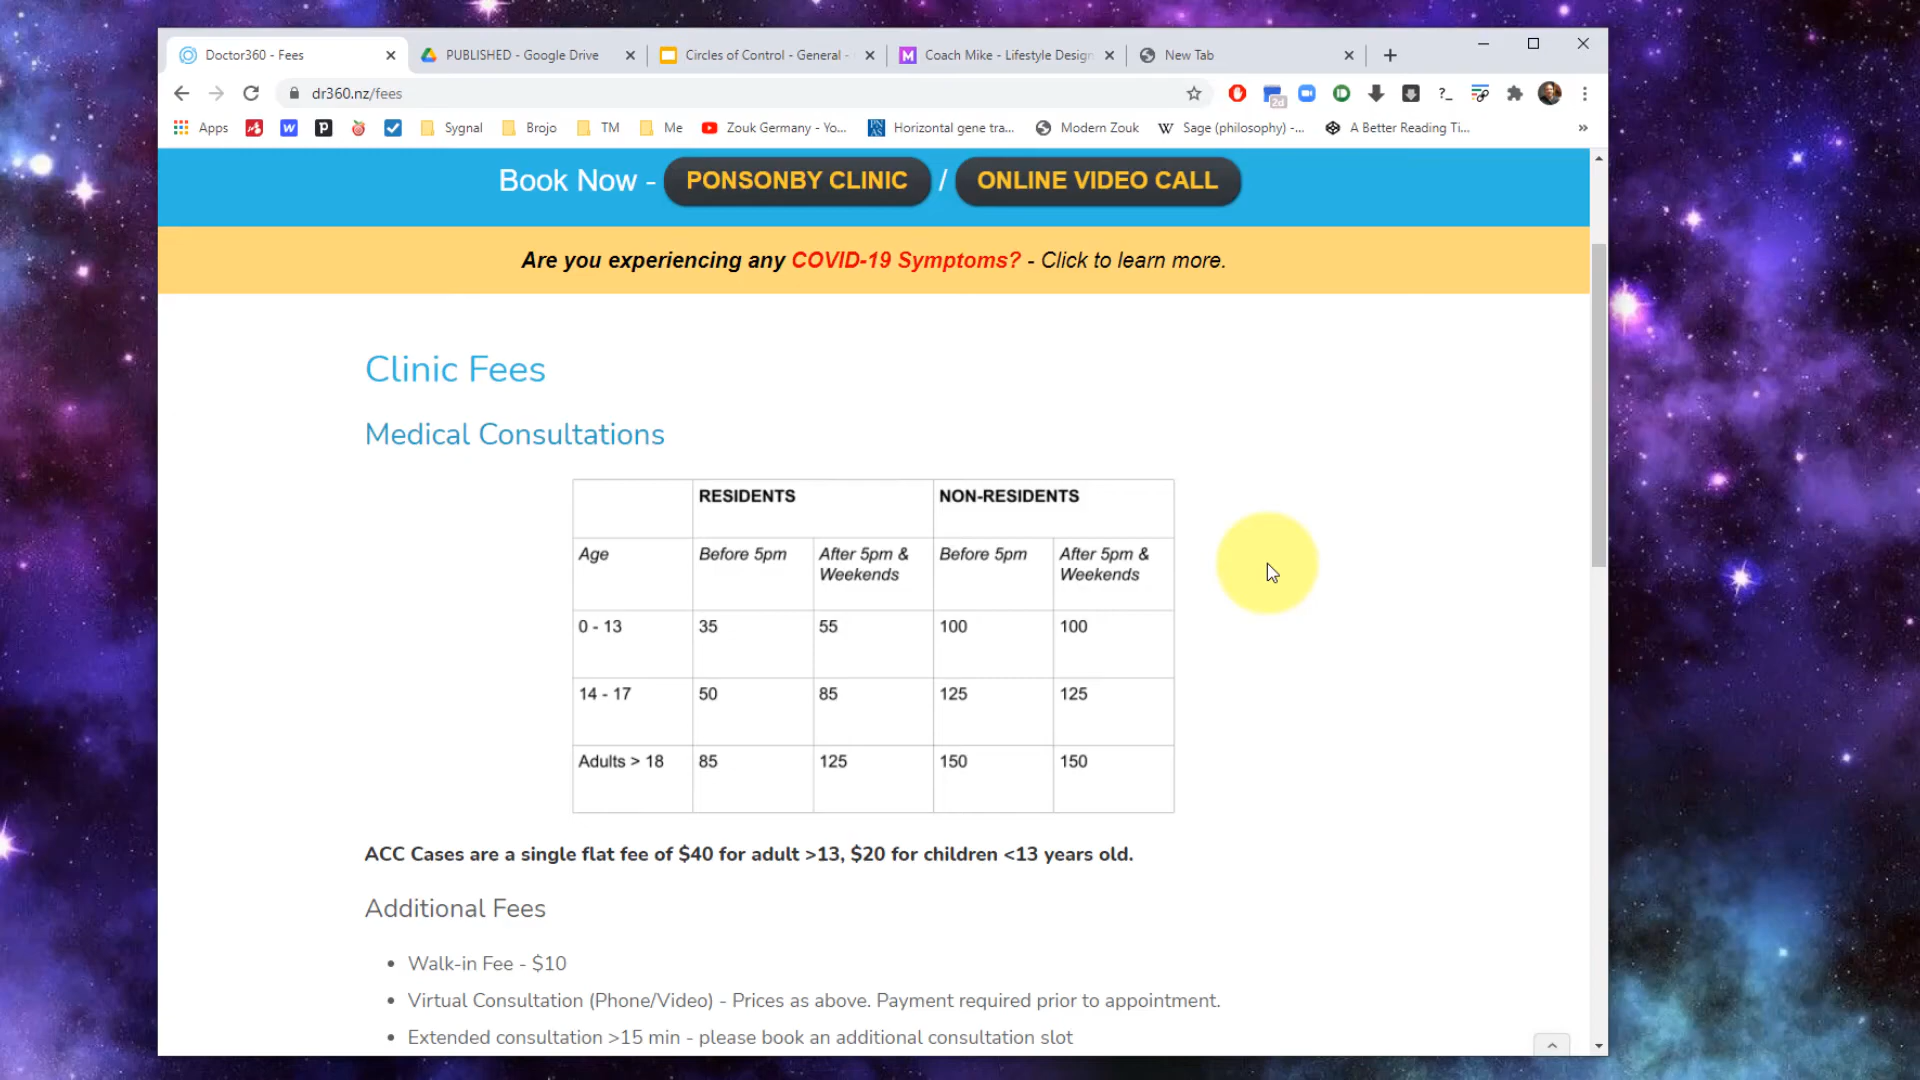 Doctor360 - Fees
PUBLISHED - Google Drive
Circles of Control - General -
Coach Mike - Lifestyle Design
New Tab
dr360.nz/fees
2d
Apps
Sygnal
Brojo
TM
Me
Zouk Germany - Yo...
Horizontal gene tra...
Modern Zouk
Sage (philosophy) -...
A Better Reading Ti...
Book Now - PONSONBY CLINIC / ONLINE VIDEO CALL
Are you experiencing any COVID-19 Symptoms? - Click to learn more.
Clinic Fees
Medical Consultations
RESIDENTS NON-RESIDENTS
Age Before 5pm After 5pm & Weekends Before 5pm After 5pm & Weekends
0 - 13 35 55 100 100
14 - 17 50 85 125 125
Adults > 18 85 125 150 150
ACC Cases are a single flat fee of $40 for adult >13, $20 for children <13 years old.
Additional Fees
• Walk-in Fee - $10
• Virtual Consultation (Phone/Video) - Prices as above. Payment required prior to appointment.
• Extended consultation >15 min - please book an additional consultation slot